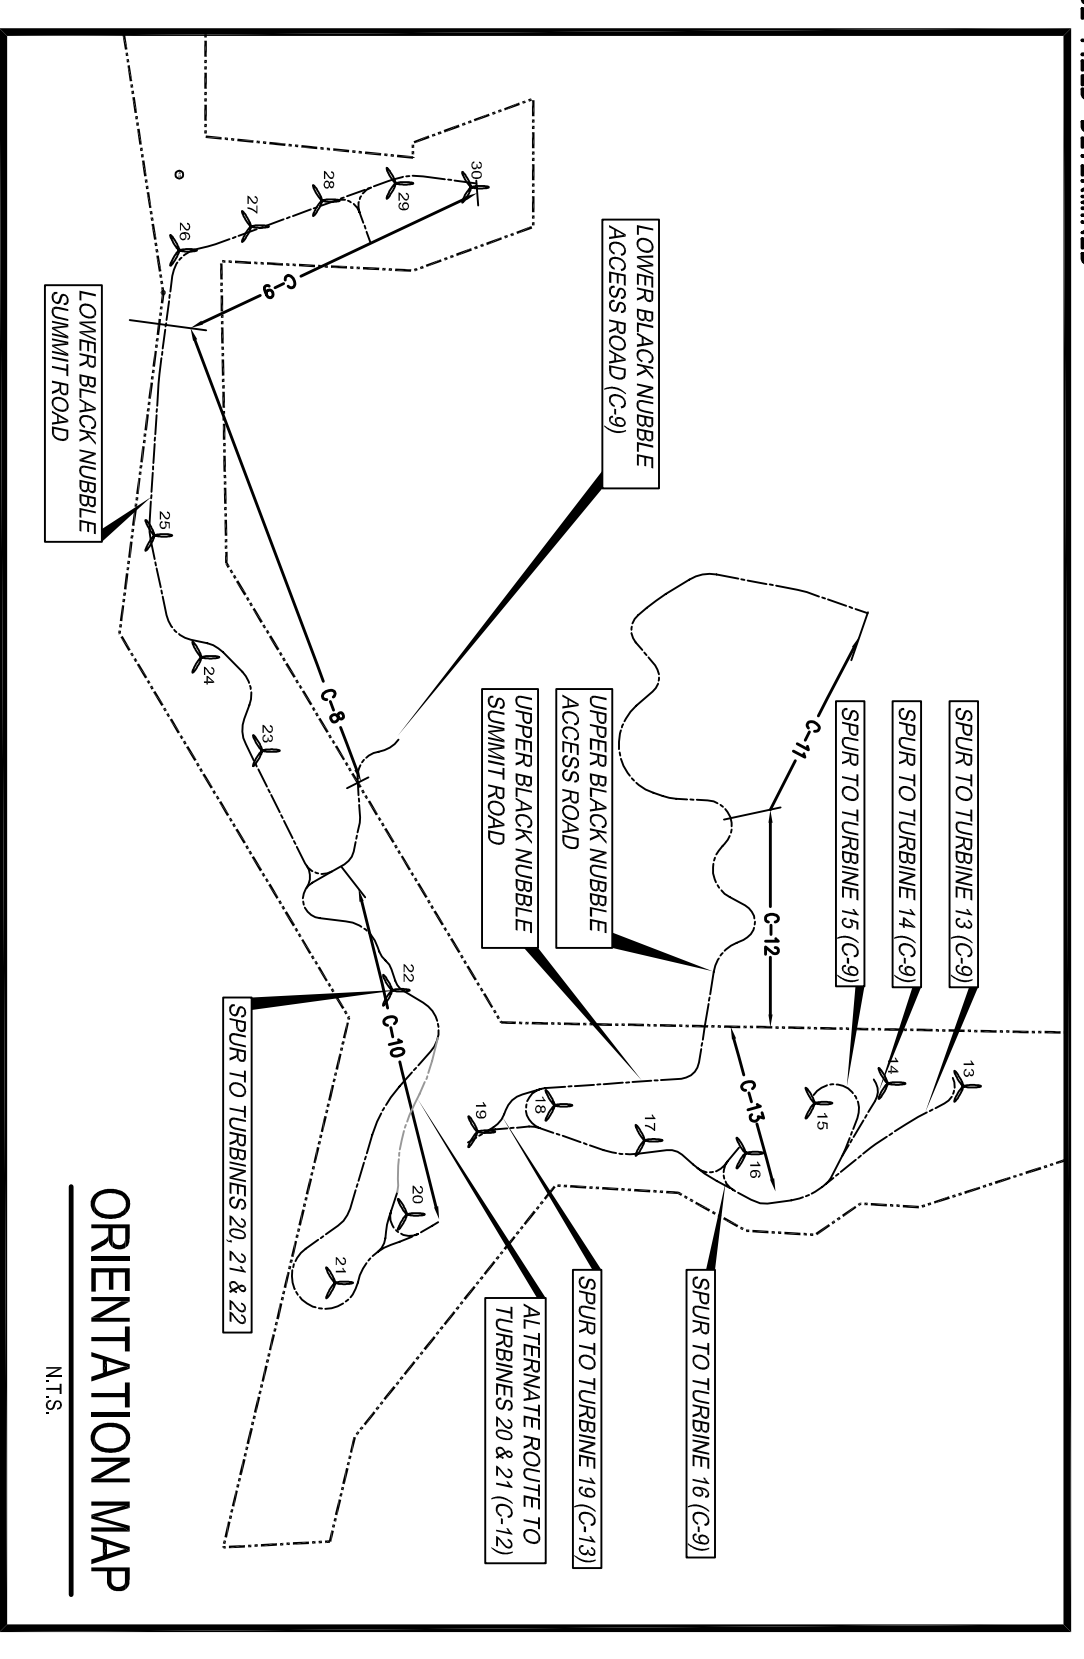 30
29
28
27
26
25
24
23
22
21
20
19
18
17
16
15
14
13
C-9
C-8
C-10
C-11
C-12
C-13
LOWER BLACK NUBBLE
ACCESS ROAD (C-9)
LOWER BLACK NUBBLE
SUMMIT ROAD
SPUR TO TURBINE 13 (C-9)
SPUR TO TURBINE 14 (C-9)
SPUR TO TURBINE 15 (C-9)
UPPER BLACK NUBBLE
ACCESS ROAD
UPPER BLACK NUBBLE
SUMMIT ROAD
SPUR TO TURBINES 20, 21 & 22
SPUR TO TURBINE 16 (C-9)
SPUR TO TURBINE 19 (C-13)
ALTERNATE ROUTE TO
TURBINES 20 & 21 (C-12)
ORIENTATION MAP
N.T.S.